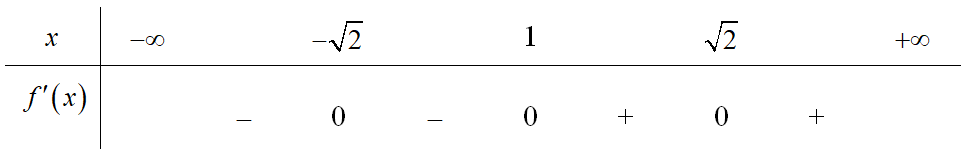 x −∞ −√2 1 √2 +∞
f′(x) − 0 − 0 + 0 +